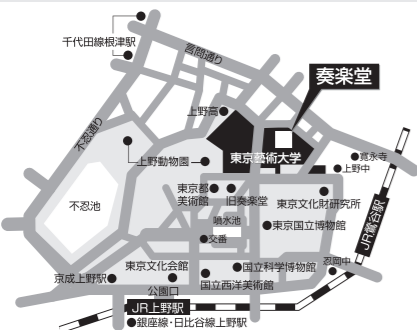 千代田線根津駅
言問通り
奏楽堂
上野高
不忍通り
東京藝術大学
寛永寺
上野中
上野動物園
東京都
美術館
旧奏楽堂
東京文化財研究所
不忍池
噴水池
東京国立博物館
交番
JR鶯谷駅
忍岡中
東京文化会館
国立科学博物館
京成上野駅
国立西洋美術館
公園口
JR上野駅
銀座線・日比谷線上野駅